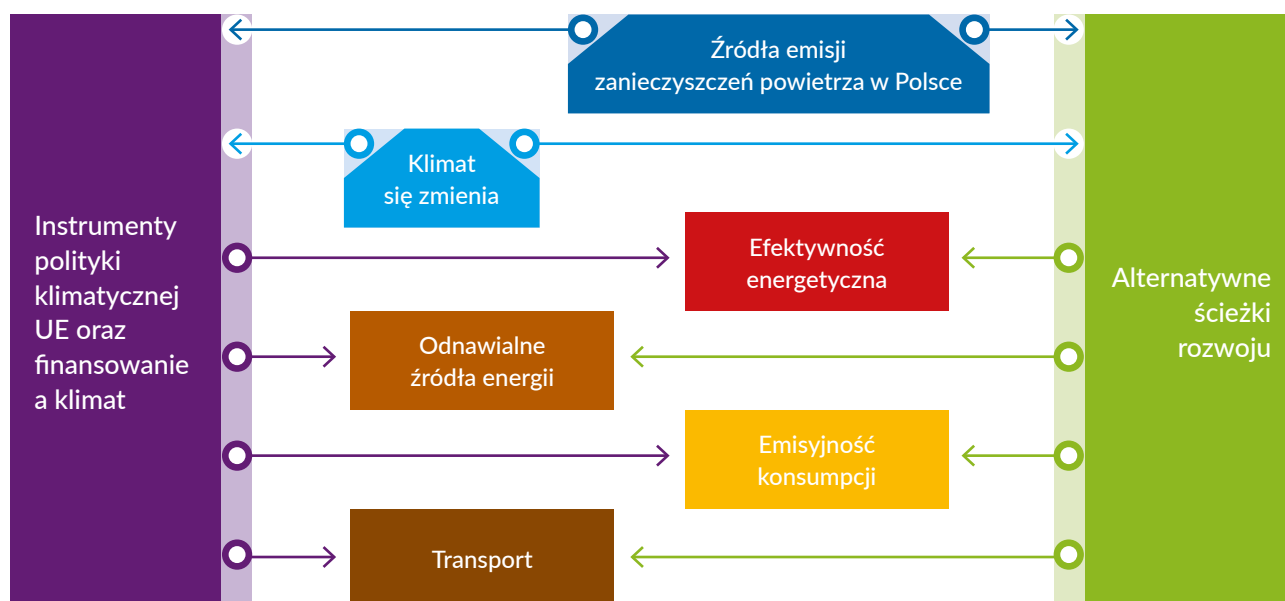 Źródła emisji
zanieczyszczeń powietrza w Polsce
Klimat
się zmienia
Instrumenty
polityki
klimatycznej
UE oraz
finansowanie
a klimat
Efektywność
energetyczna
Alternatywne
ścieżki
rozwoju
Odnawialne
źródła energii
Emisyjność
konsumpcji
Transport